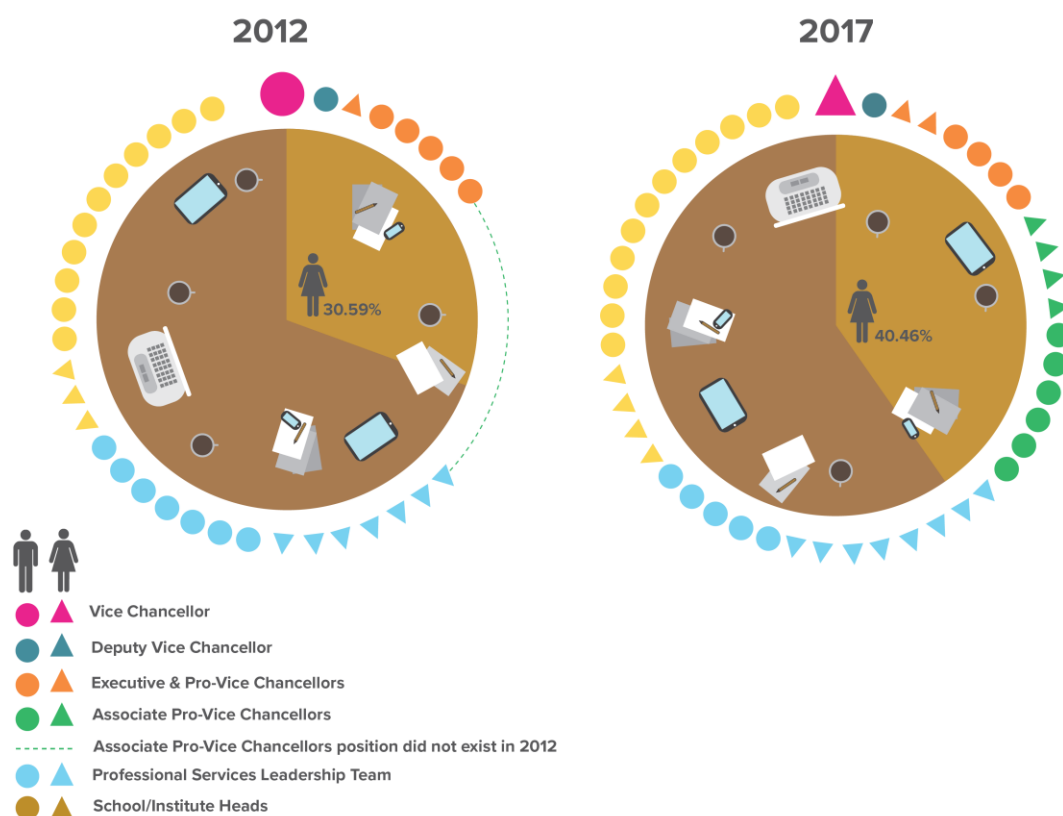 2012
2017
30.59%
40.46%
Vice Chancellor
Deputy Vice Chancellor
Executive & Pro-Vice Chancellors
Associate Pro-Vice Chancellors
Associate Pro-Vice Chancellors position did not exist in 2012
Professional Services Leadership Team
School/Institute Heads